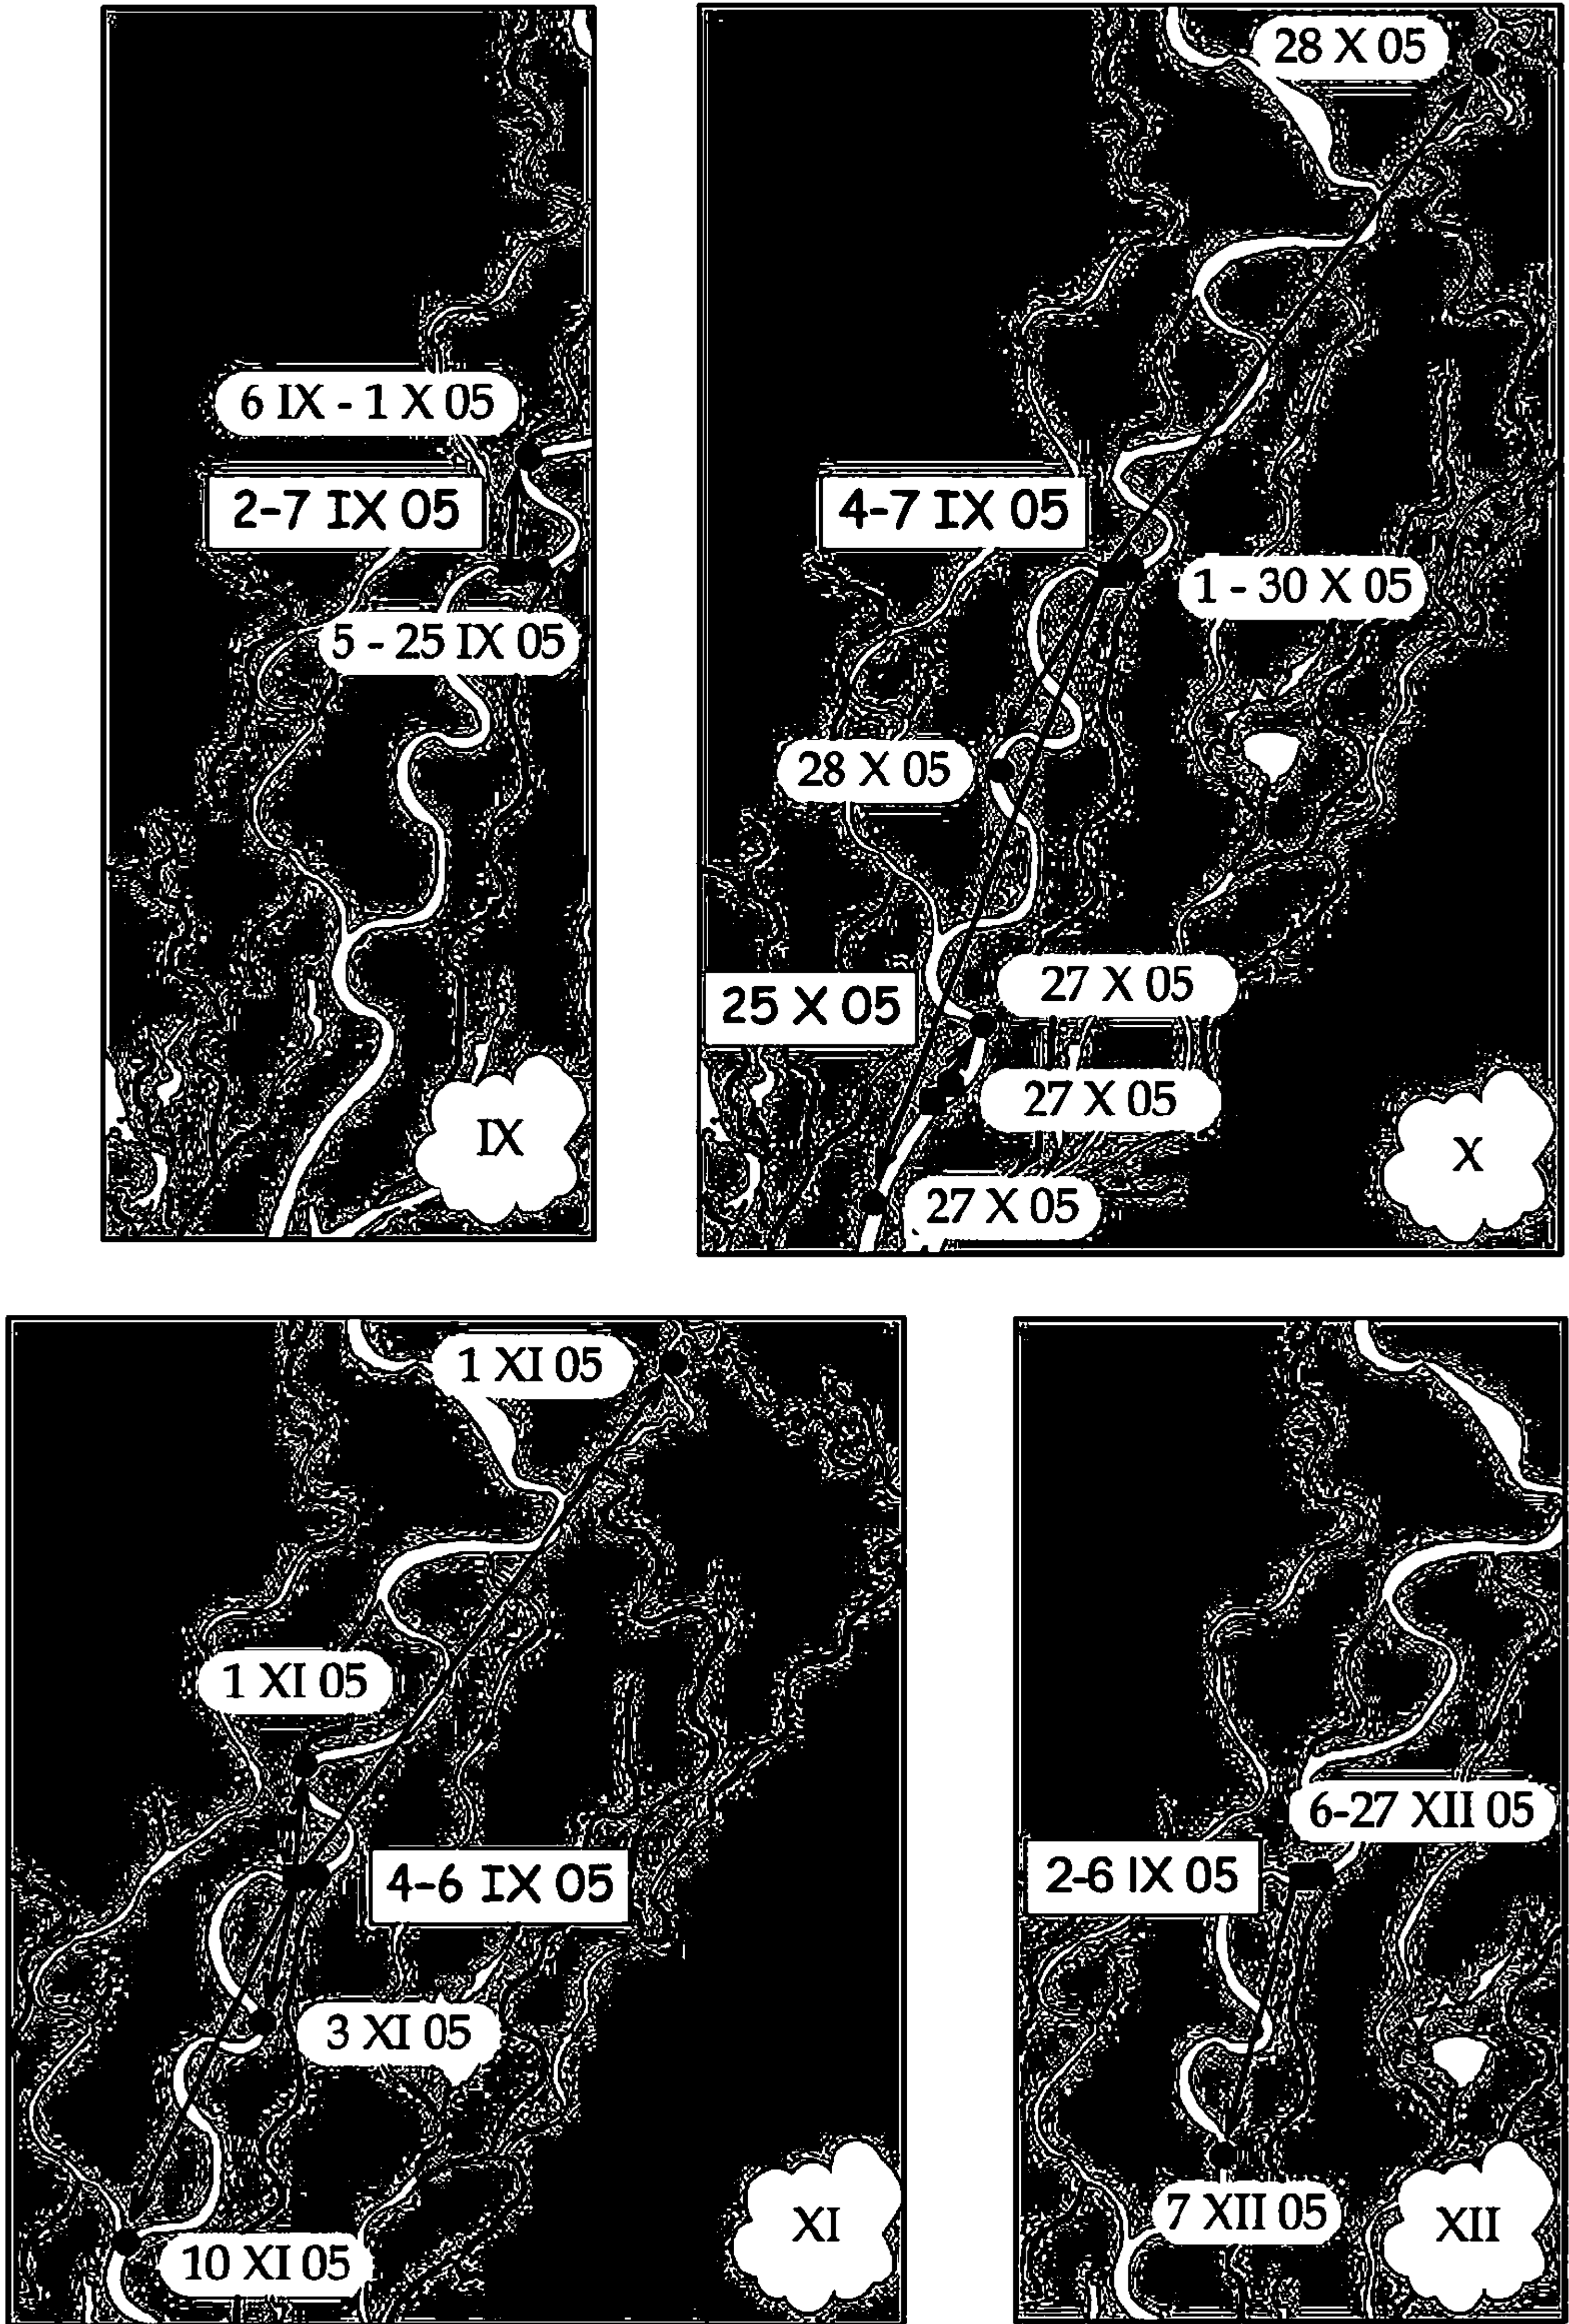 6 IX - 1 X 05
2-7 IX 05
5 - 25 IX 05
IX
28 X 05
4-7 IX 05
1 - 30 X 05
28 X 05
25 X 05
27 X 05
27 X 05
27 X 05
X
1 XI 05
1 XI 05
4-6 IX 05
3 XI 05
10 XI 05
XI
6-27 XII 05
2-6 IX 05
7 XII 05
XII